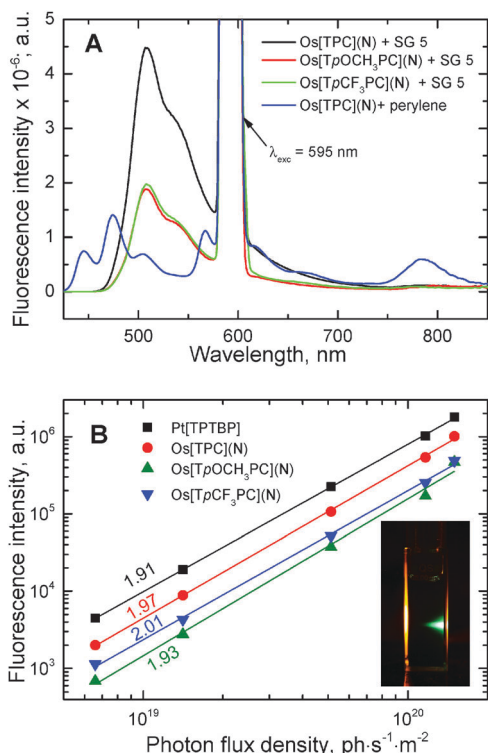 A
Os[TPC](N) + SG 5
Os[TpOCH₃PC](N) + SG 5
Os[TpCF₃PC](N) + SG 5
Os[TPC](N)+ perylene
λexc = 595 nm
Fluorescence intensity x 10⁻⁶, a.u.
5
4
3
2
1
0
500
600
700
800
Wavelength, nm
B
Pt[TPTBP]
Os[TPC](N)
Os[TpOCH₃PC](N)
Os[TpCF₃PC](N)
Fluorescence intensity, a.u.
10⁶
10⁵
10⁴
10³
1.91
1.97
2.01
1.93
10¹⁹
10²⁰
Photon flux density, ph·s⁻¹·m⁻²